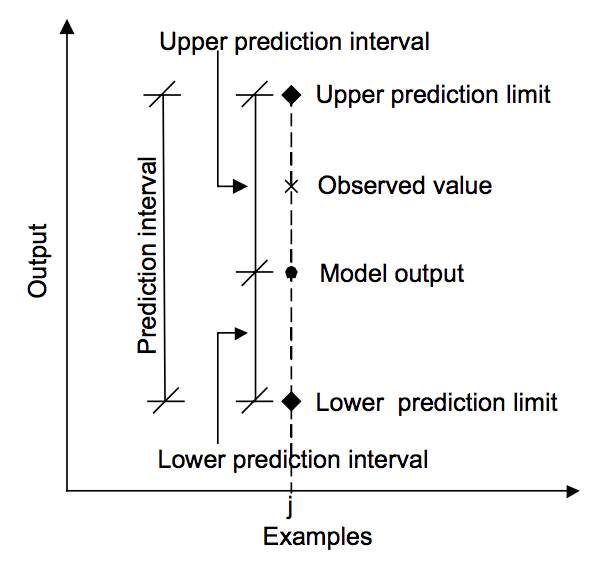 Upper prediction interval
Upper prediction limit
Observed value
Prediction interval
Output
Model output
Lower prediction limit
Lower prediction interval
j
Examples